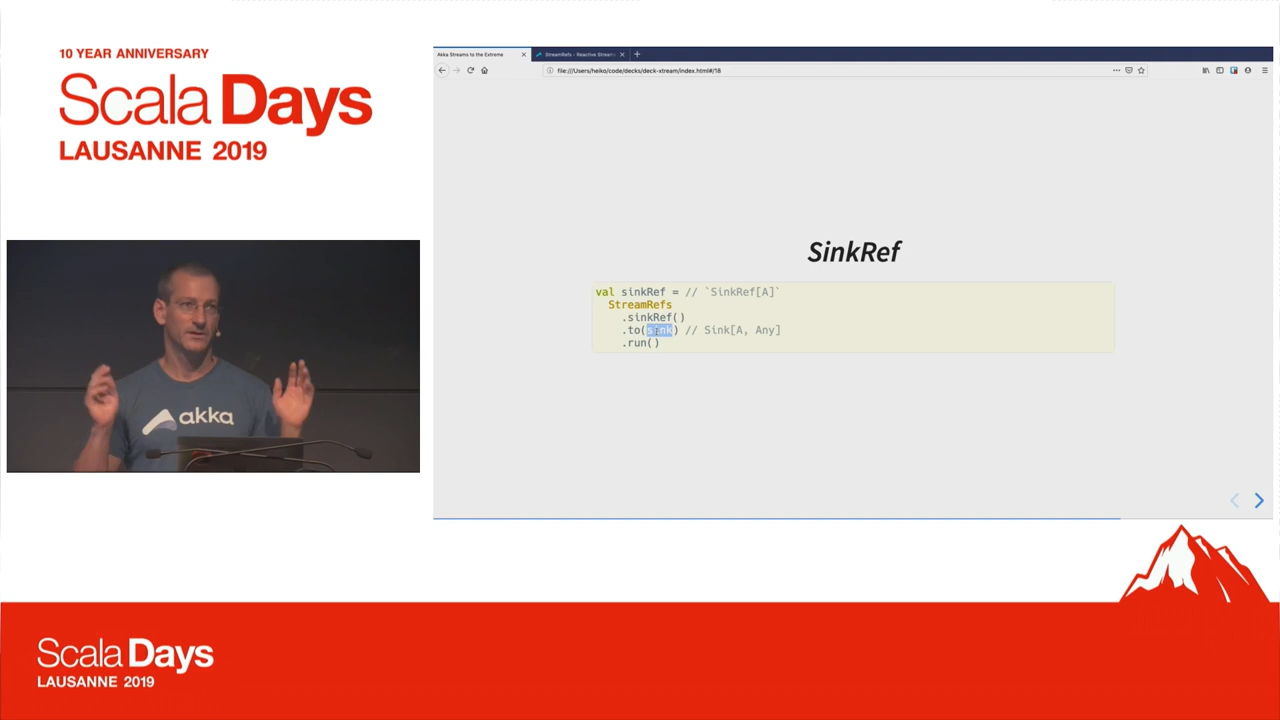 10 YEAR ANNIVERSARY
Scala Days
LAUSANNE 2019
Akka Streams to the Extreme
StreamRefs - Reactive Stream
file:///Users/heiko/code/decks/deck-xtream/index.html#/18
SinkRef
val sinkRef = // `SinkRef[A]`
StreamRefs
.sinkRef()
.to(sink) // Sink[A, Any]
.run()
akka
Scala Days
LAUSANNE 2019